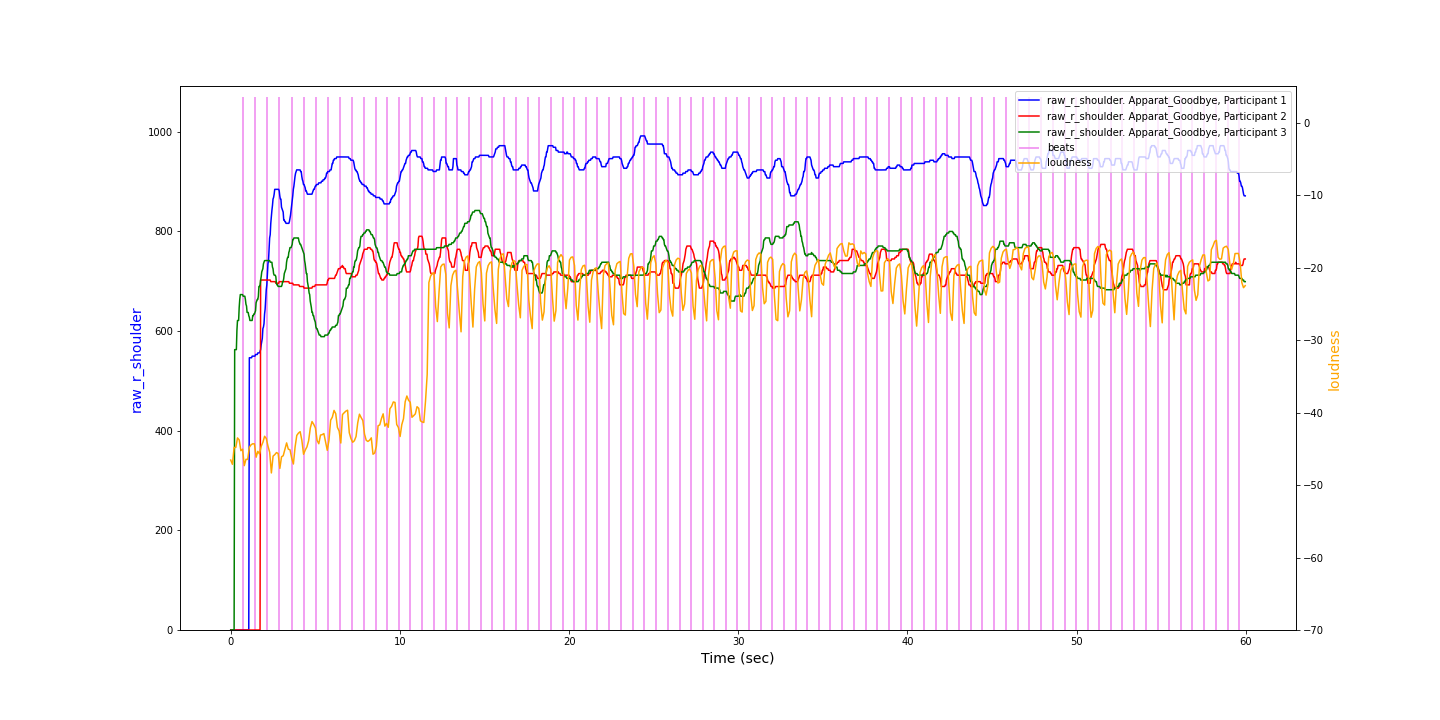 raw_r_shoulder. Apparat_Goodbye, Participant 1
raw_r_shoulder. Apparat_Goodbye, Participant 2
raw_r_shoulder. Apparat_Goodbye, Participant 3
beats
loudness
1000
800
600
400
200
0
raw_r_shoulder
0
−10
−20
−30
−40
−50
−60
−70
loudness
0 10 20 30 40 50 60
Time (sec)